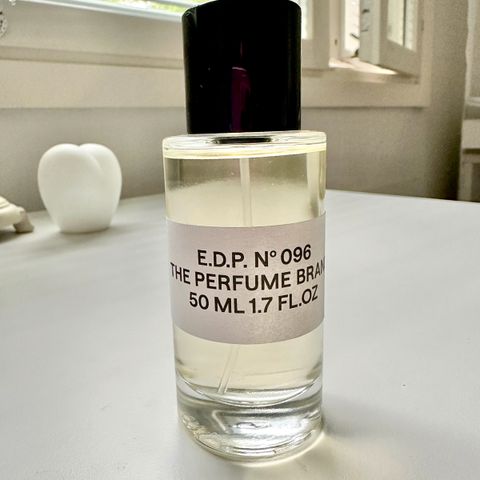 E.D.P. N° 096
THE PERFUME BRAN
50 ML 1.7 FL.OZ